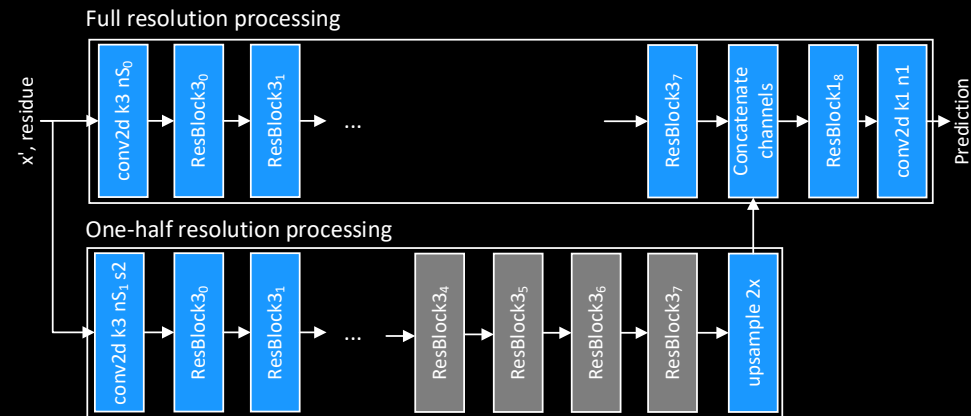 Full resolution processing
x', residue
conv2d k3 nS₀
ResBlock3₀
ResBlock3₁
...
ResBlock3₇
Concatenate
channels
ResBlock1₈
conv2d k1 n1
Prediction
One-half resolution processing
conv2d k3 nS₁ s2
ResBlock3₀
ResBlock3₁
...
ResBlock3₄
ResBlock3₅
ResBlock3₆
ResBlock3₇
upsample 2x